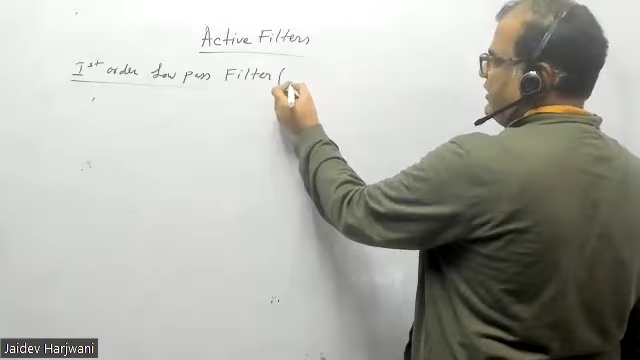 Active Filters
Ist order Low pass Filter (
Jaidev Harjwani